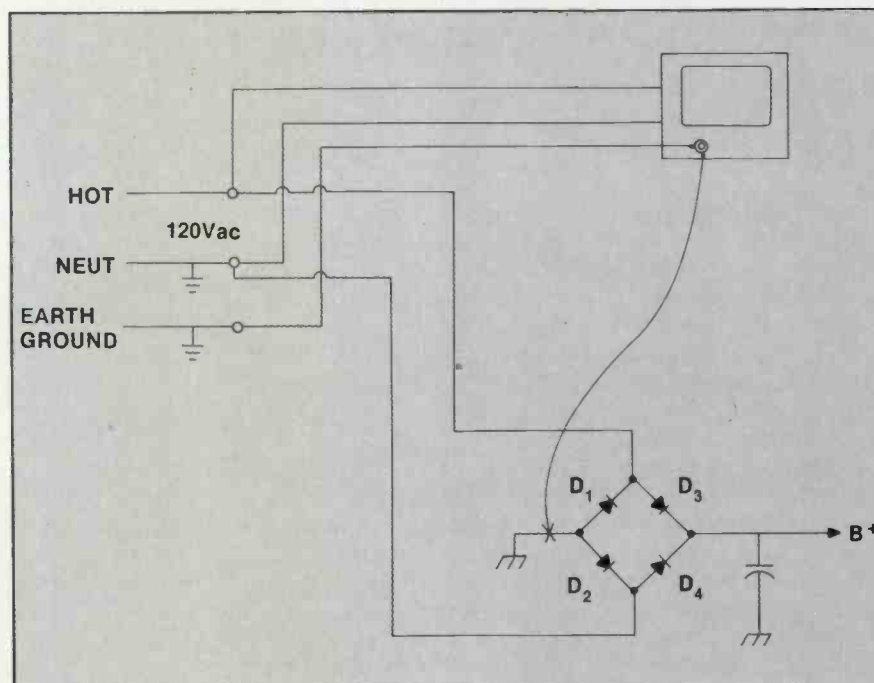 HOT
120Vac
NEUT
EARTH
GROUND
D1
D3
B+
D2
D4